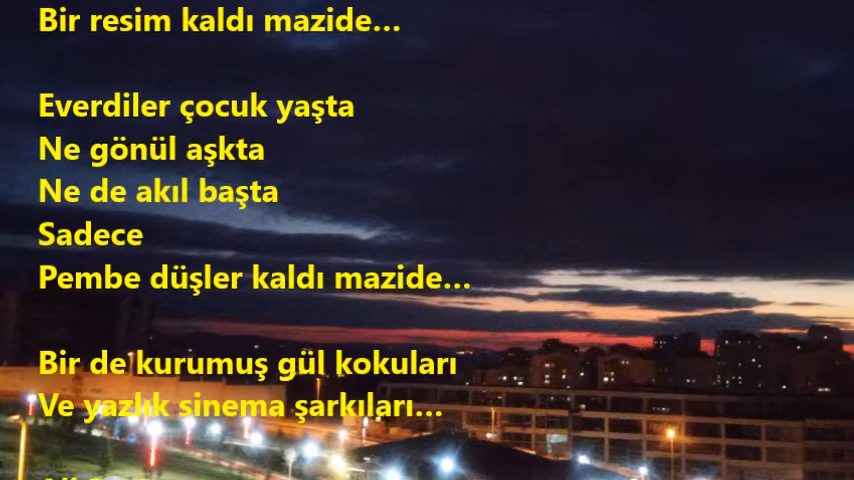 Bir resim kaldı mazide...
Everdiler çocuk yaşta
Ne gönül aşkta
Ne de akıl başta
Sadece
Pembe düşler kaldı mazide...
Bir de kurumuş gül kokuları
Ve yazlık sinema şarkıları...